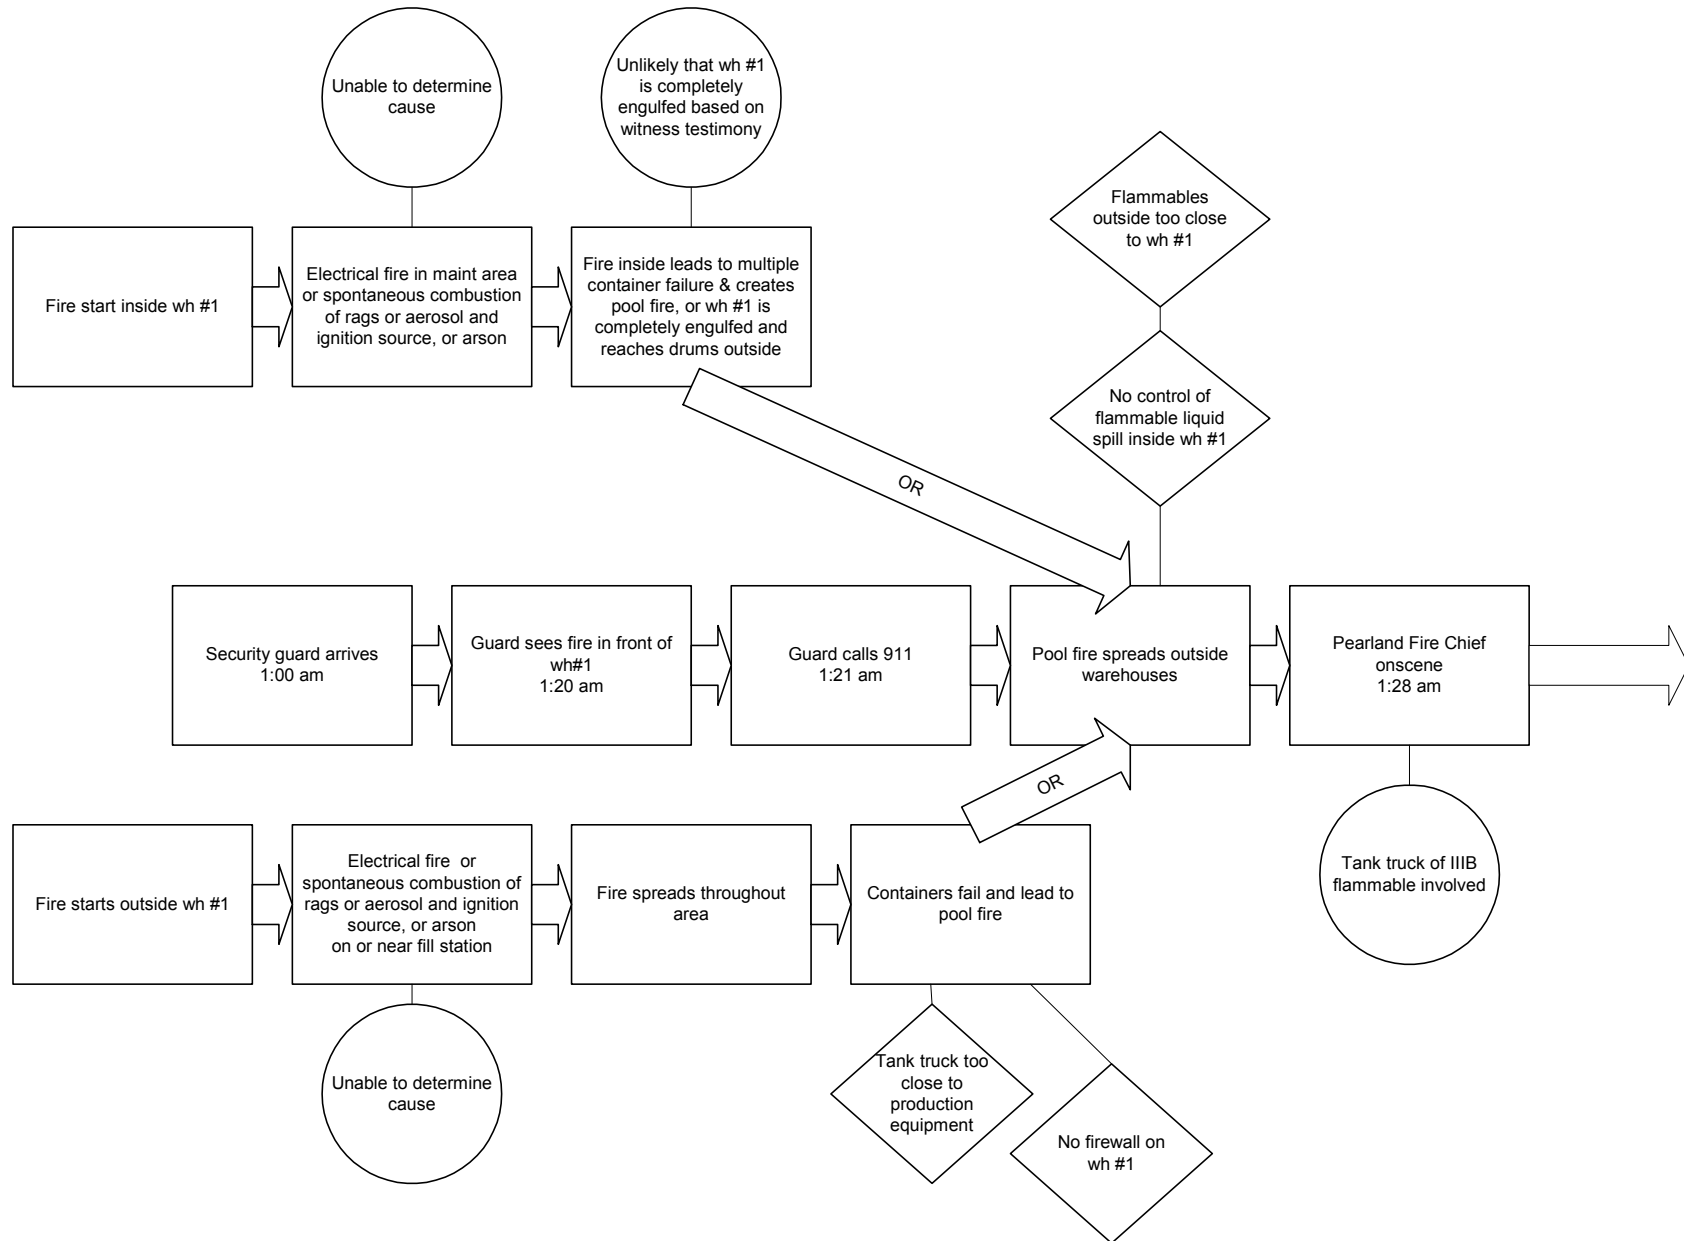 Unable to determine
cause
Unlikely that wh #1
is completely
engulfed based on
witness testimony
Flammables
outside too close
to wh #1
Fire start inside wh #1
Electrical fire in maint area
or spontaneous combustion
of rags or aerosol and
ignition source, or arson
Fire inside leads to multiple
container failure & creates
pool fire, or wh #1 is
completely engulfed and
reaches drums outside
No control of
flammable liquid
spill inside wh #1
OR
Security guard arrives
1:00 am
Guard sees fire in front of
wh#1
1:20 am
Guard calls 911
1:21 am
Pool fire spreads outside
warehouses
Pearland Fire Chief
onscene
1:28 am
OR
Fire starts outside wh #1
Electrical fire  or
spontaneous combustion of
rags or aerosol and ignition
source, or arson
on or near fill station
Fire spreads throughout
area
Containers fail and lead to
pool fire
Tank truck of IIIB
flammable involved
Unable to determine
cause
Tank truck too
close to
production
equipment
No firewall on
wh #1